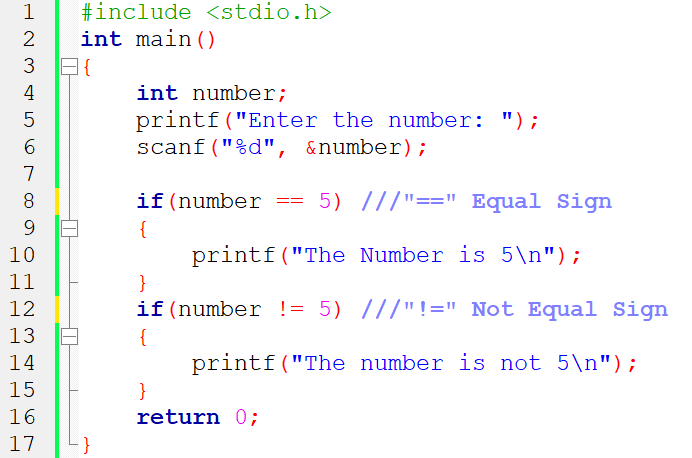 1 #include <stdio.h>
2 int main()
3 {
4 int number;
5 printf("Enter the number: ");
6 scanf("%d", &number);
7
8 if(number == 5) ///"==" Equal Sign
9 {
10 printf("The Number is 5\n");
11 }
12 if(number != 5) ///"!=" Not Equal Sign
13 {
14 printf("The number is not 5\n");
15 }
16 return 0;
17 }